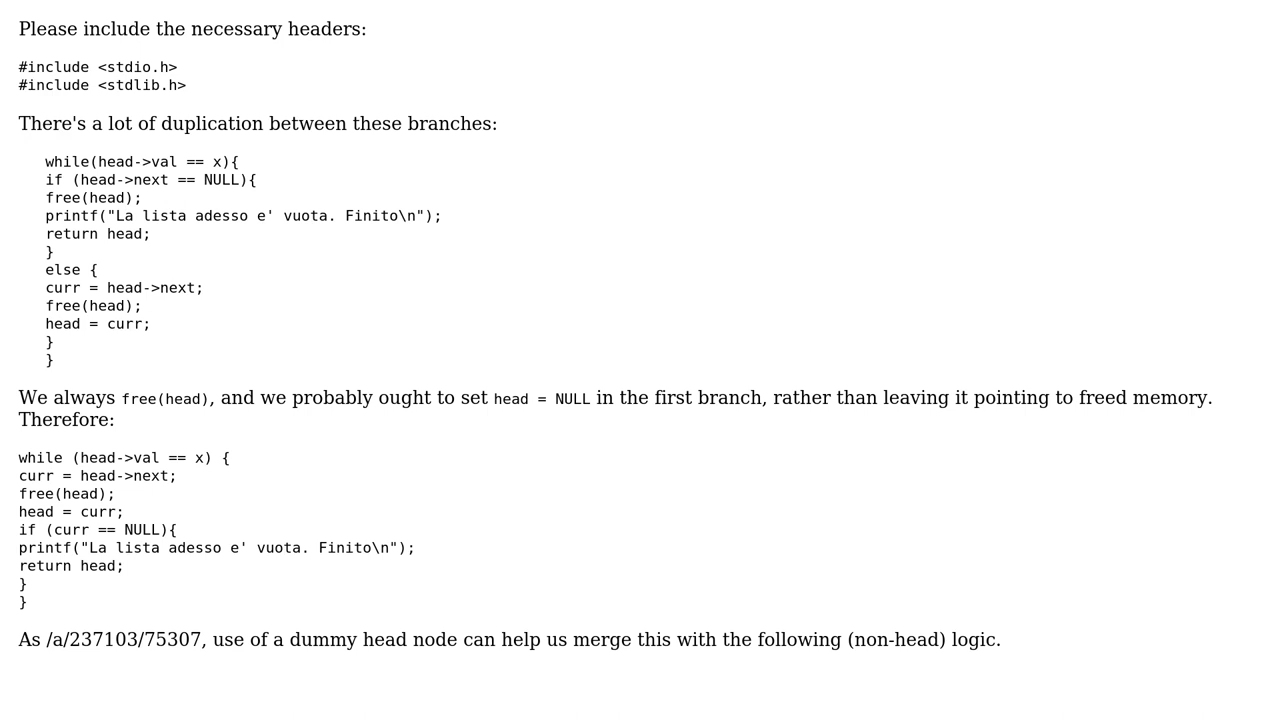 Please include the necessary headers:
#include <stdio.h>
#include <stdlib.h>
There's a lot of duplication between these branches:
while(head->val == x){
if (head->next == NULL){
free(head);
printf("La lista adesso e' vuota. Finito\n");
return head;
}
else {
curr = head->next;
free(head);
head = curr;
}
}
We always free(head), and we probably ought to set head = NULL in the first branch, rather than leaving it pointing to freed memory.
Therefore:
while (head->val == x) {
curr = head->next;
free(head);
head = curr;
if (curr == NULL){
printf("La lista adesso e' vuota. Finito\n");
return head;
}
}
As /a/237103/75307, use of a dummy head node can help us merge this with the following (non-head) logic.